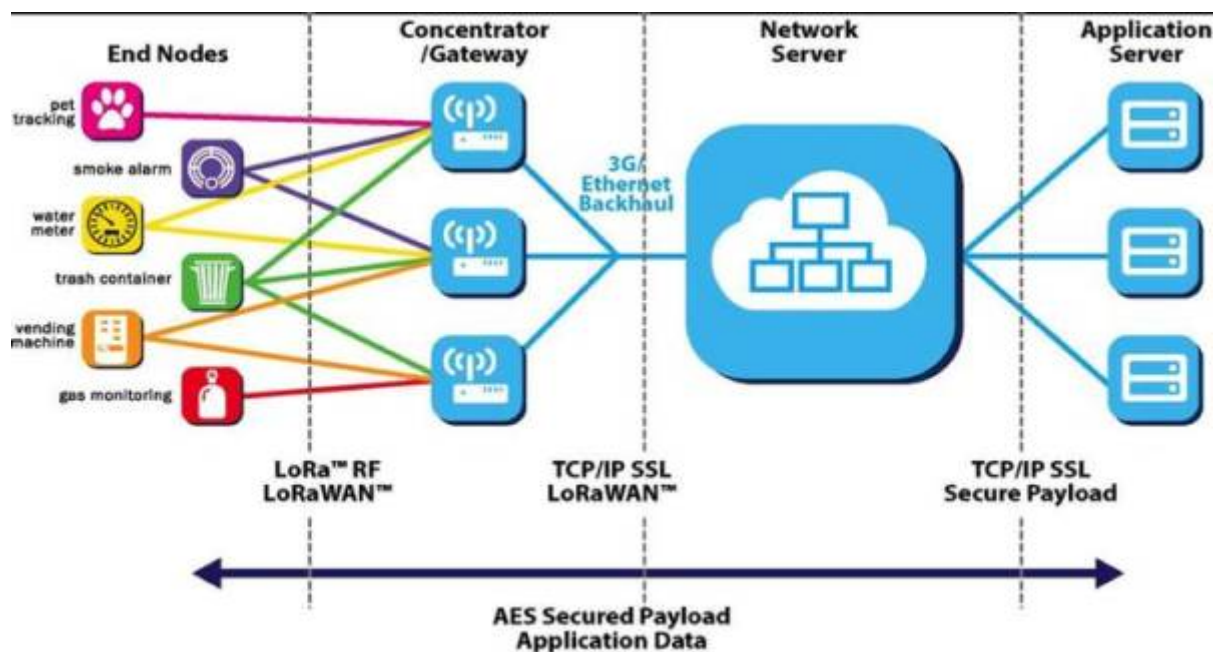 End Nodes
Concentrator
/Gateway
Network
Server
Application
Server
pet
tracking
smoke alarm
water
meter
trash container
vending
machine
gas monitoring
3G/
Ethernet
Backhaul
LoRa™ RF
LoRaWAN™
TCP/IP SSL
LoRaWAN™
TCP/IP SSL
Secure Payload
AES Secured Payload
Application Data